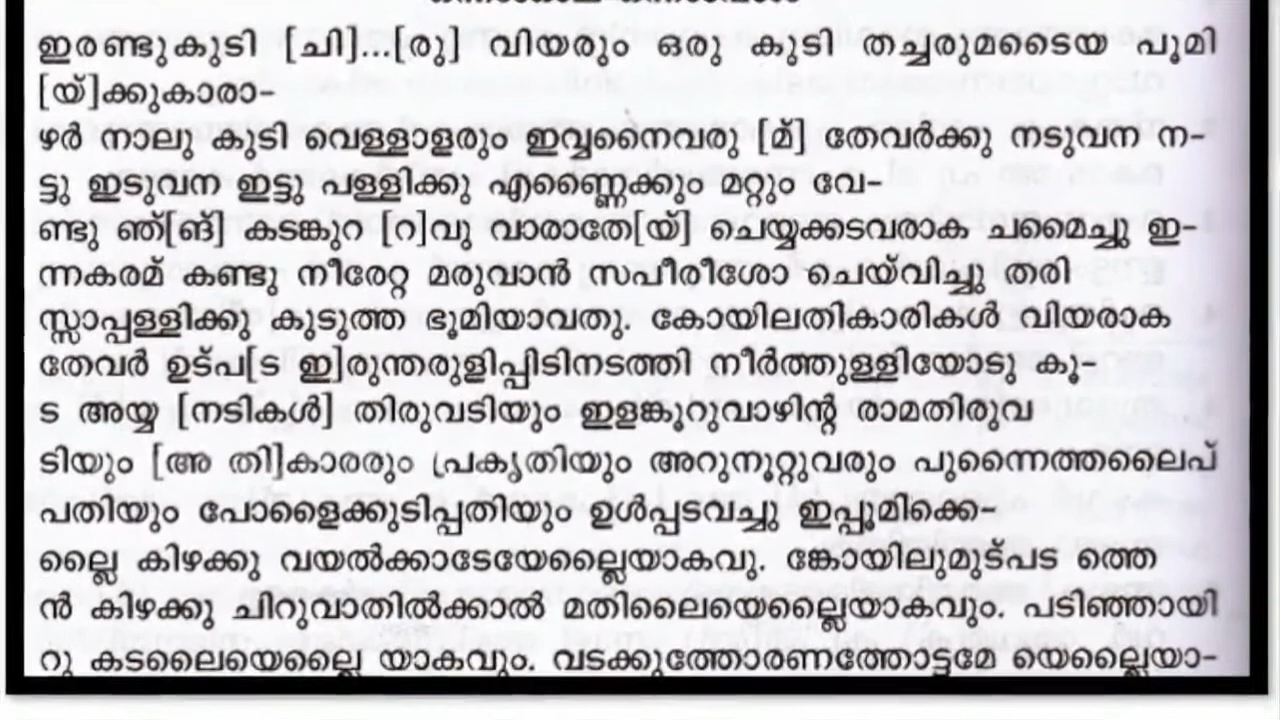 ഇരണ്ടുകുടി [ചി]...[രു] വിയരും ഒരു കുടി തച്ചരുമടൈയ പൂമി
[യ്]ക്കുകാരാ-
ഴർ നാലു കുടി വെള്ളാളരും ഇവ്വനൈവരു [മ്] തേവർക്കു നടുവന ന-
ട്ടു ഇടുവന ഇട്ടു പള്ളിക്കു എണ്ണൈക്കും മറ്റും വേ-
ണ്ടു ഞ്[ങ്] കടങ്കുറ [റ]വു വാരാതേ[യ്] ചെയ്യക്കടവരാക ചമൈച്ചു ഇ-
ന്നകരമ് കണ്ടു നീരേറ്റ മരുവാൻ സപീരീശോ ചെയ്‌വിച്ചു തരി
സ്സാപ്പള്ളിക്കു കുടുത്ത ഭൂമിയാവതു. കോയിലതികാരികൾ വിയരാക
തേവർ ഉട്പ[ട ഇ]രുന്തരുളിപ്പിടിനടത്തി നീർത്തുള്ളിയോടു കൂ-
ട അയ്യ [നടികൾ] തിരുവടിയും ഇളങ്കൂറുവാഴിന്റ രാമതിരുവ
ടിയും [അ തി]കാരരും പ്രകൃതിയും അറുനൂറ്റുവരും പുന്നൈത്തലൈപ്
പതിയും പോളൈക്കുടിപ്പതിയും ഉൾപ്പടവച്ചു ഇപ്പൂമിക്കെ-
ല്ലൈ കിഴക്കു വയൽക്കാടേയേല്ലൈയാകവു. ങ്കോയിലുമുട്പട ത്തെ
ൻ കിഴക്കു ചിറുവാതിൽക്കാൽ മതിലൈയെല്ലൈയാകവും. പടിഞ്ഞായി
റു കടലൈയെല്ലൈ യാകവും. വടക്കുത്തോരണത്തോട്ടമേ യെല്ലൈയാ-